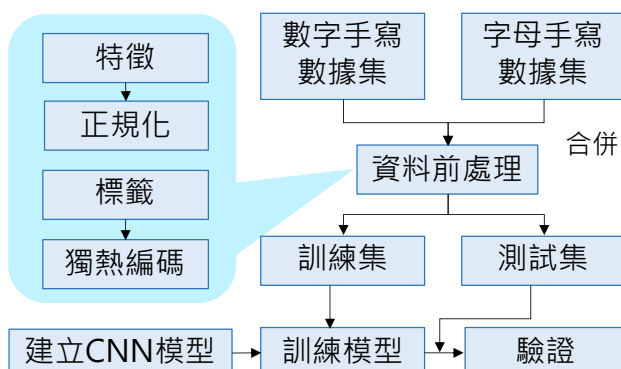 特徵
正規化
標籤
獨熱編碼
數字手寫
數據集
字母手寫
數據集
合併
資料前處理
訓練集
測試集
建立CNN模型
訓練模型
驗證